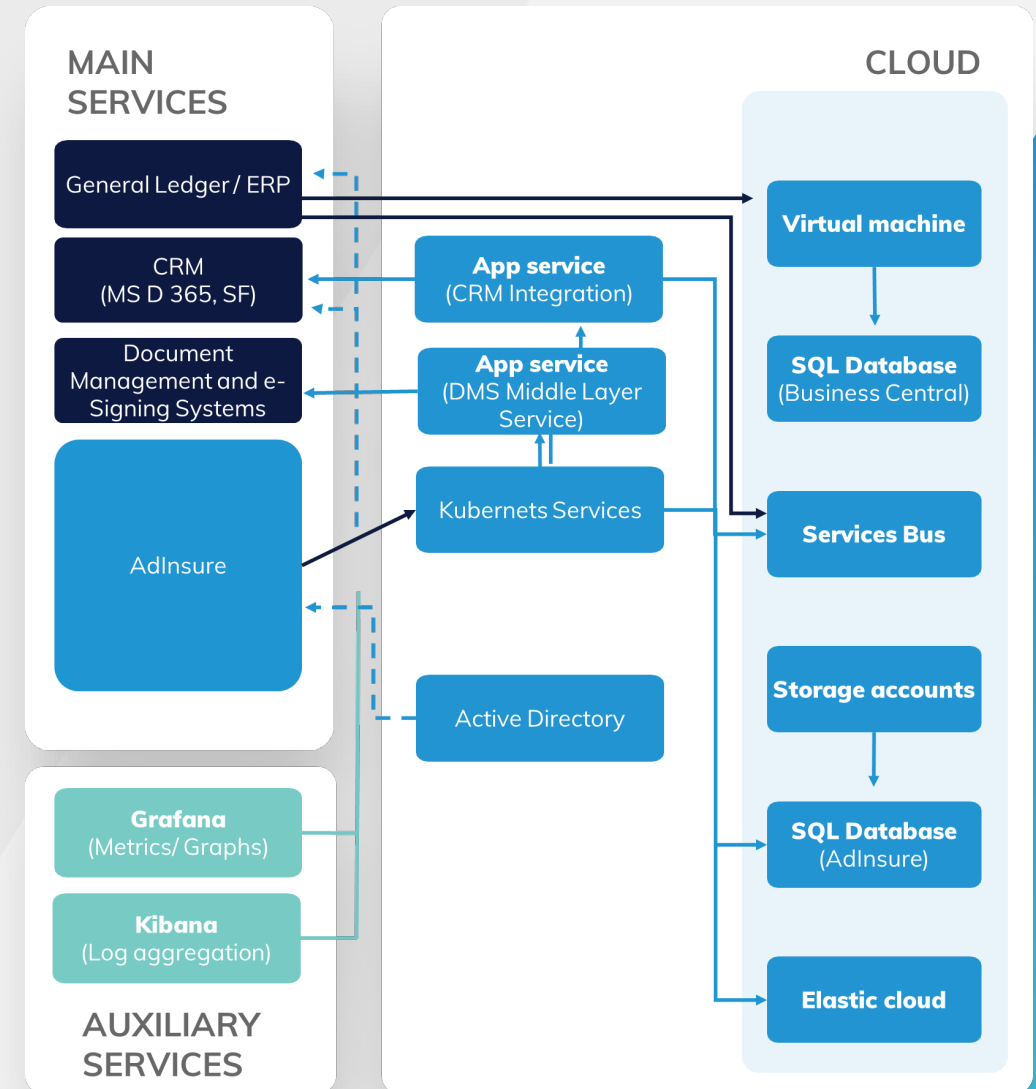 MAIN
SERVICES
General Ledger / ERP
CRM
(MS D 365, SF)
Document
Management and e-
Signing Systems
AdInsure
Grafana
(Metrics/ Graphs)
Kibana
(Log aggregation)
AUXILIARY
SERVICES
CLOUD
App service
(CRM Integration)
App service
(DMS Middle Layer
Service)
Kubernets Services
Active Directory
Virtual machine
SQL Database
(Business Central)
Services Bus
Storage accounts
SQL Database
(AdInsure)
Elastic cloud